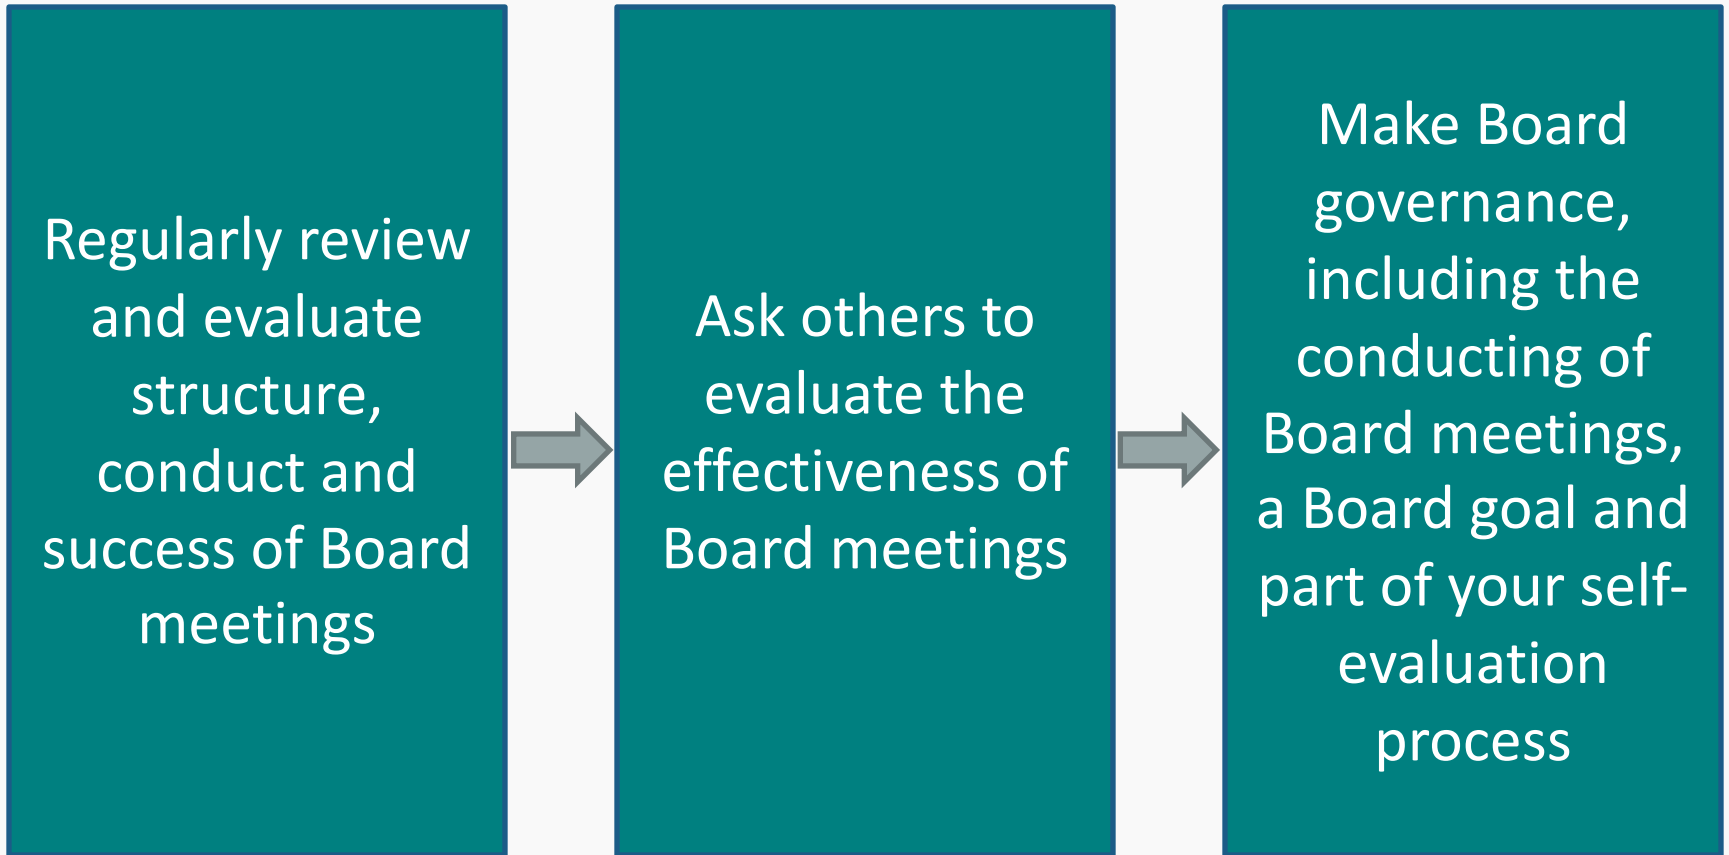 Regularly review
and evaluate
structure,
conduct and
success of Board
meetings
Ask others to
evaluate the
effectiveness of
Board meetings
Make Board
governance,
including the
conducting of
Board meetings,
a Board goal and
part of your self-
evaluation
process